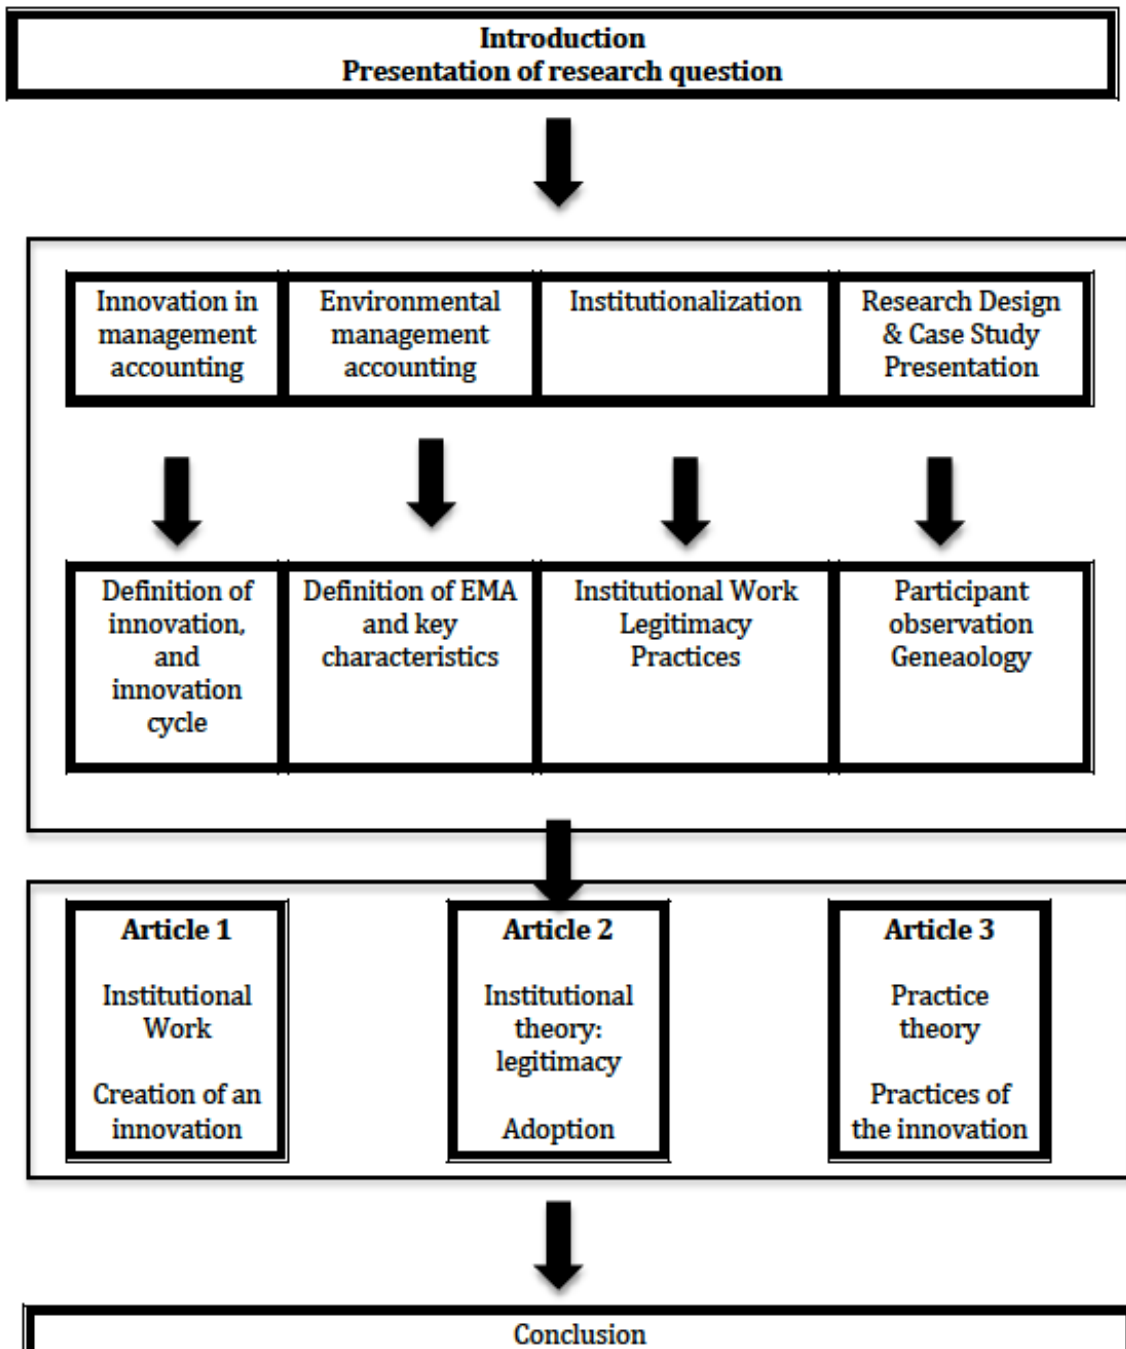 Introduction
Presentation of research question
Innovation in
management
accounting
Environmental
management
accounting
Institutionalization
Research Design
& Case Study
Presentation
Definition of
innovation,
and
innovation
cycle
Definition of EMA
and key
characteristics
Institutional Work
Legitimacy
Practices
Participant
observation
Geneaology
Article 1
Institutional
Work
Creation of an
innovation
Article 2
Institutional
theory:
legitimacy
Adoption
Article 3
Practice
theory
Practices of
the innovation
Conclusion